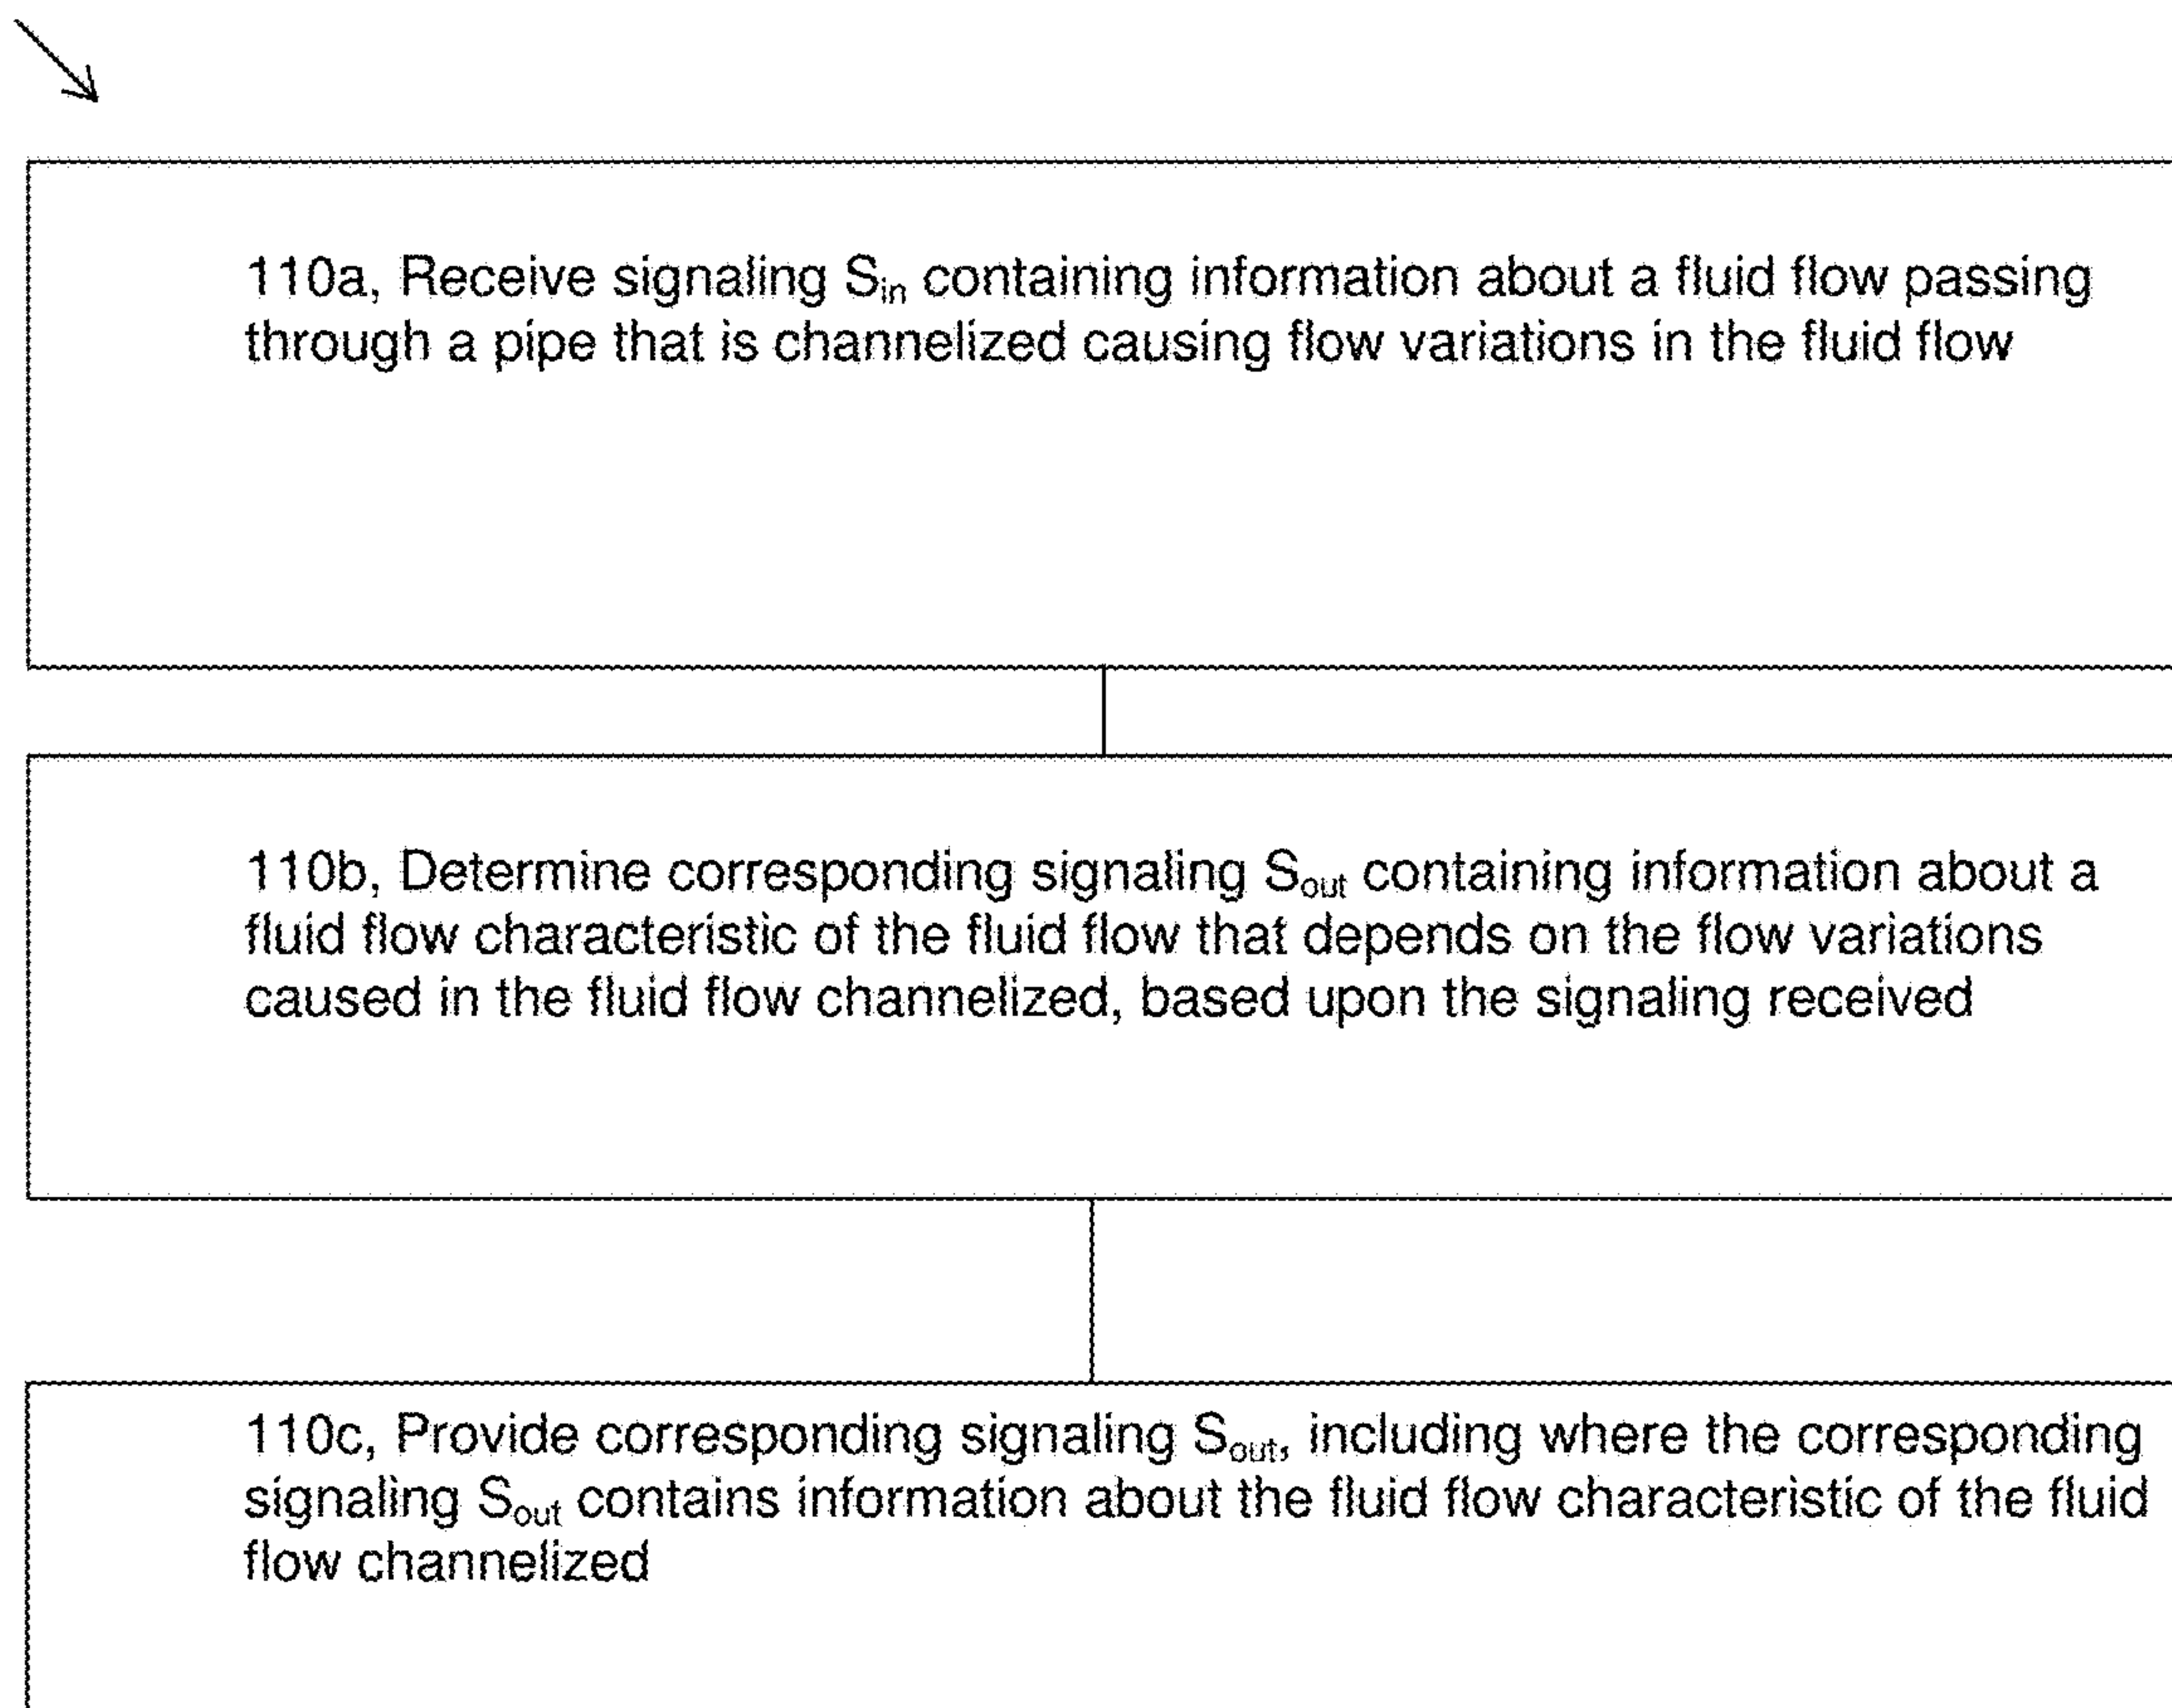 110a, Receive signaling Sin containing information about a fluid flow passing
through a pipe that is channelized causing flow variations in the fluid flow
110b, Determine corresponding signaling Sout containing information about a
fluid flow characteristic of the fluid flow that depends on the flow variations
caused in the fluid flow channelized, based upon the signaling received
110c, Provide corresponding signaling Sout, including where the corresponding
signaling Sout contains information about the fluid flow characteristic of the fluid
flow channelized